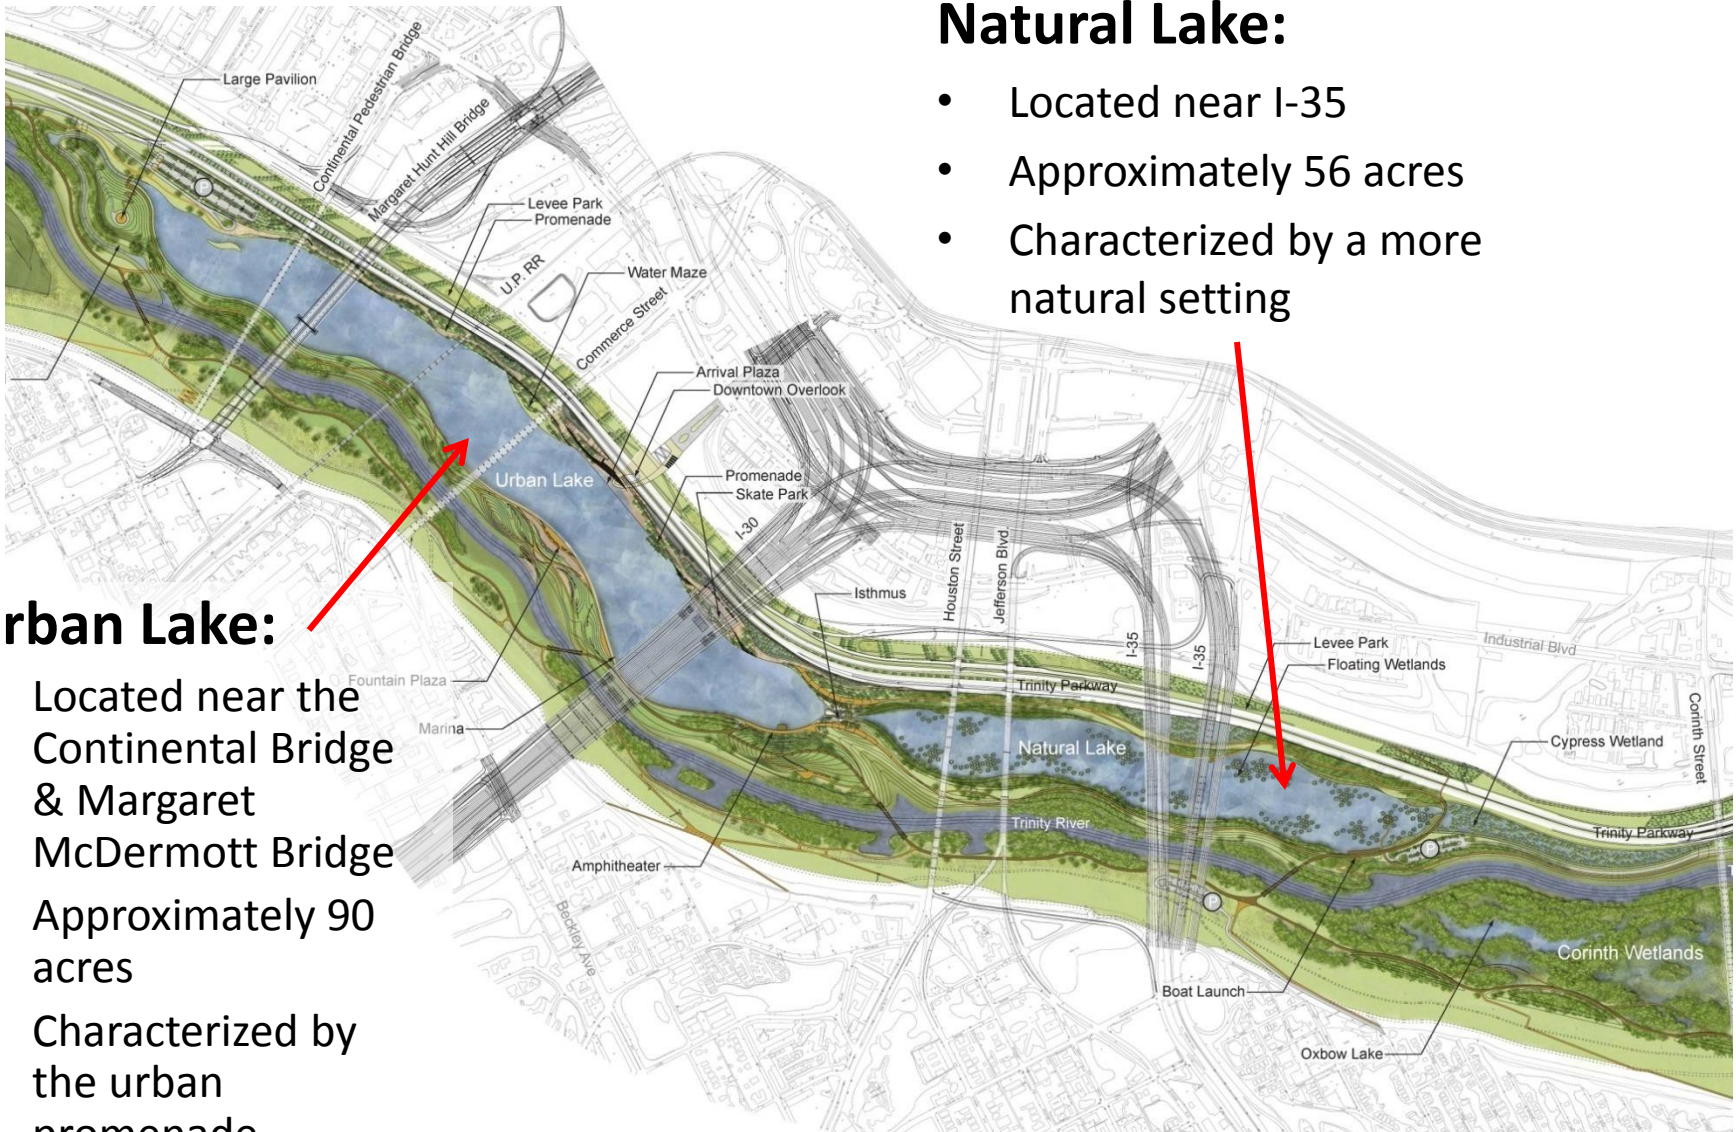 Natural Lake:
• Located near I-35
• Approximately 56 acres
• Characterized by a more
natural setting
Large Pavilion
Continental Pedestrian Bridge
Margaret Hunt Hill Bridge
Levee Park
Promenade
U.P. RR
Water Maze
Commerce Street
Arrival Plaza
Downtown Overlook
Urban Lake
Promenade
Skate Park
I-30
Isthmus
Houston Street
Jefferson Blvd
I-35
I-35
Levee Park
Floating Wetlands
Industrial Blvd
Corinth Street
Trinity Parkway
Natural Lake
Cypress Wetland
Trinity Parkway
Trinity River
P
P
P
rban Lake:
Located near the
Continental Bridge
& Margaret
McDermott Bridge
Approximately 90
acres
Characterized by
the urban
promenade
Fountain Plaza
Marina
Amphitheater
Beckley Ave
Boat Launch
Corinth Wetlands
Oxbow Lake